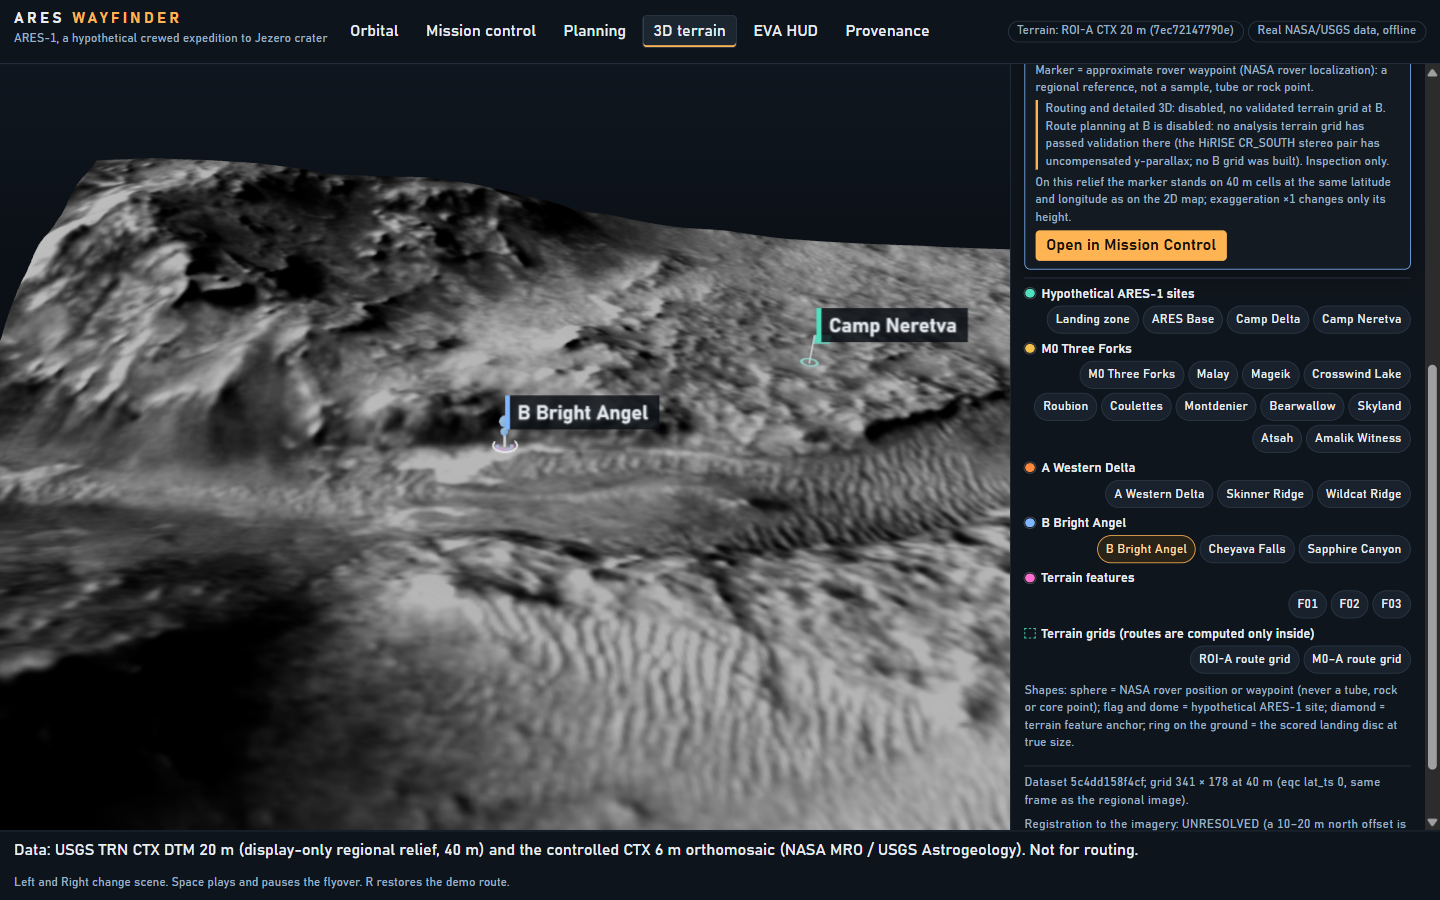 ARES WAYFINDER
ARES-1, a hypothetical crewed expedition to Jezero crater
Orbital
Mission control
Planning
3D terrain
EVA HUD
Provenance
Terrain: ROI-A CTX 20 m (7ec72147790e)
Real NASA/USGS data, offline
Marker = approximate rover waypoint (NASA rover localization): a
regional reference, not a sample, tube or rock point.
Routing and detailed 3D: disabled, no validated terrain grid at B.
Route planning at B is disabled: no analysis terrain grid has
passed validation there (the HiRISE CR_SOUTH stereo pair has
uncompensated y-parallax; no B grid was built). Inspection only.
On this relief the marker stands on 40 m cells at the same latitude
and longitude as on the 2D map; exaggeration ×1 changes only its
height.
Open in Mission Control
Hypothetical ARES-1 sites
Landing zone
ARES Base
Camp Delta
Camp Neretva
M0 Three Forks
M0 Three Forks
Malay
Mageik
Crosswind Lake
Roubion
Coulettes
Montdenier
Bearwallow
Skyland
Atsah
Amalik Witness
A Western Delta
A Western Delta
Skinner Ridge
Wildcat Ridge
B Bright Angel
B Bright Angel
Cheyava Falls
Sapphire Canyon
Terrain features
F01
F02
F03
Terrain grids (routes are computed only inside)
ROI-A route grid
M0-A route grid
Shapes: sphere = NASA rover position or waypoint (never a tube, rock
or core point); flag and dome = hypothetical ARES-1 site; diamond =
terrain feature anchor; ring on the ground = the scored landing disc at
true size.
Dataset 5c4dd158f4cf; grid 341 × 178 at 40 m (eqc lat_ts 0, same
frame as the regional image).
Registration to the imagery: UNRESOLVED (a 10–20 m north offset is
Camp Neretva
B Bright Angel
Data: USGS TRN CTX DTM 20 m (display-only regional relief, 40 m) and the controlled CTX 6 m orthomosaic (NASA MRO / USGS Astrogeology). Not for routing.
Left and Right change scene. Space plays and pauses the flyover. R restores the demo route.